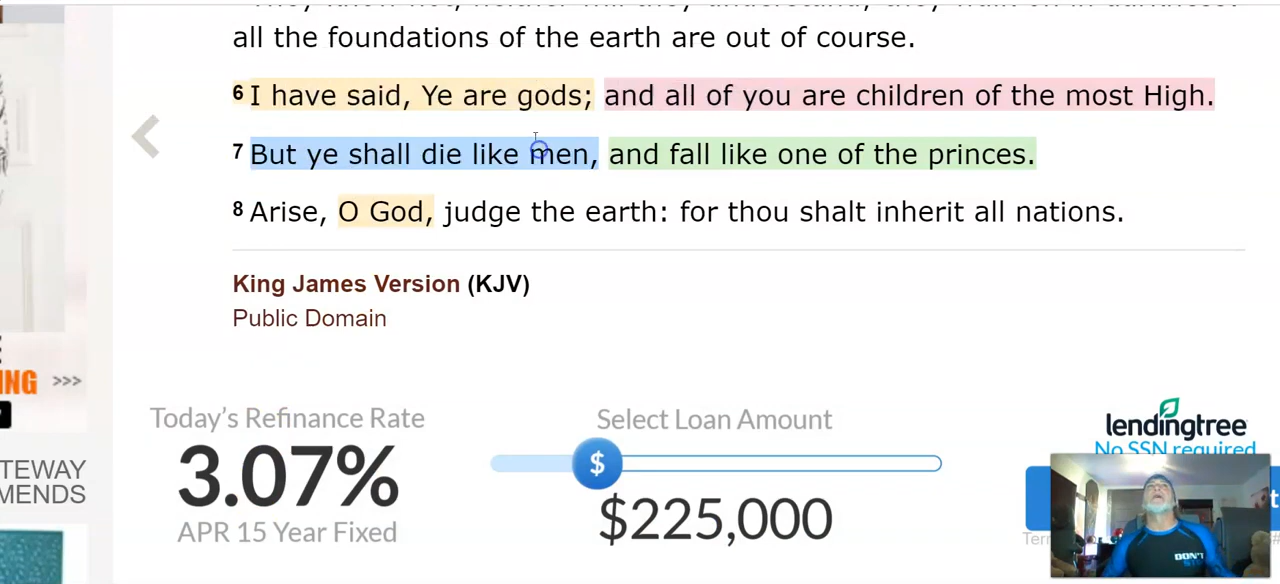 all the foundations of the earth are out of course.
6 I have said, Ye are gods; and all of you are children of the most High.
7 But ye shall die like men, and fall like one of the princes.
8 Arise, O God, judge the earth: for thou shalt inherit all nations.
King James Version (KJV)
Public Domain
NG >>>
Today's Refinance Rate
Select Loan Amount
lendingtree
No SSN required
3.07%
$
TEWAY
MENDS
$225,000
APR 15 Year Fixed
DON'T